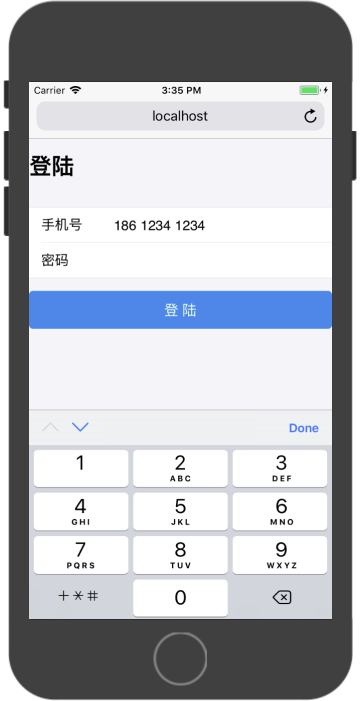 Carrier 3:35 PM
localhost
登陆
手机号 186 1234 1234
密码
登 陆
Done
1 2 ABC 3 DEF
4 GHI 5 JKL 6 MNO
7 PQRS 8 TUV 9 WXYZ
+*# 0